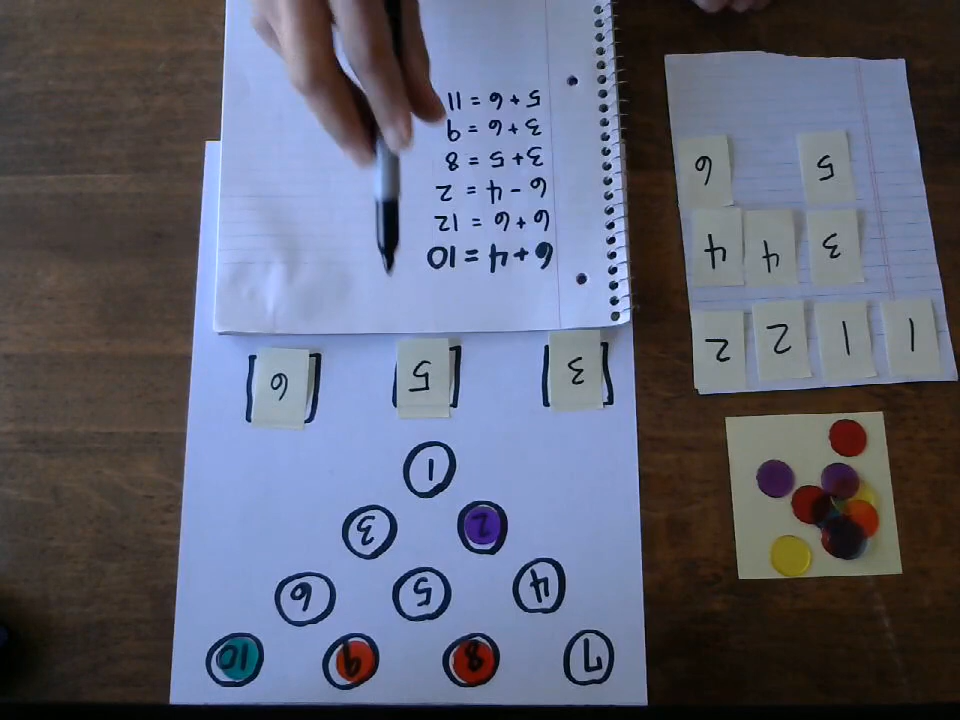 1 1 2 2
3 4 4
5 6
7 8 9 10
4 5 6
2 3
1
3 5 6
6 + 4 = 10
6 + 6 = 12
6 - 4 = 2
3 + 5 = 8
3 + 6 = 9
5 + 6 = 11